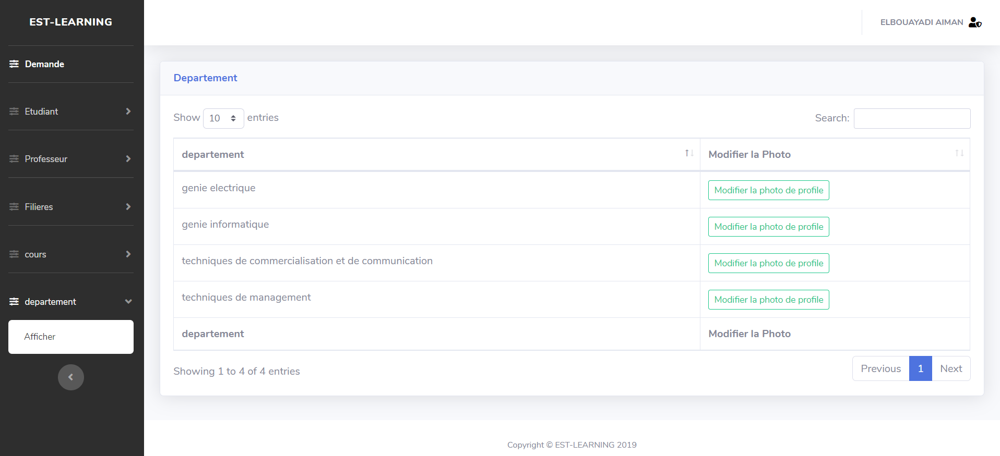 EST-LEARNING
ELBOUAYADI AIMAN
Demande
Etudiant
Professeur
Filieres
cours
departement
Afficher
Departement
Show 10 entries
Search:
departement Modifier la Photo
genie electrique Modifier la photo de profile
genie informatique Modifier la photo de profile
techniques de commercialisation et de communication Modifier la photo de profile
techniques de management Modifier la photo de profile
departement Modifier la Photo
Showing 1 to 4 of 4 entries
Previous 1 Next
Copyright © EST-LEARNING 2019